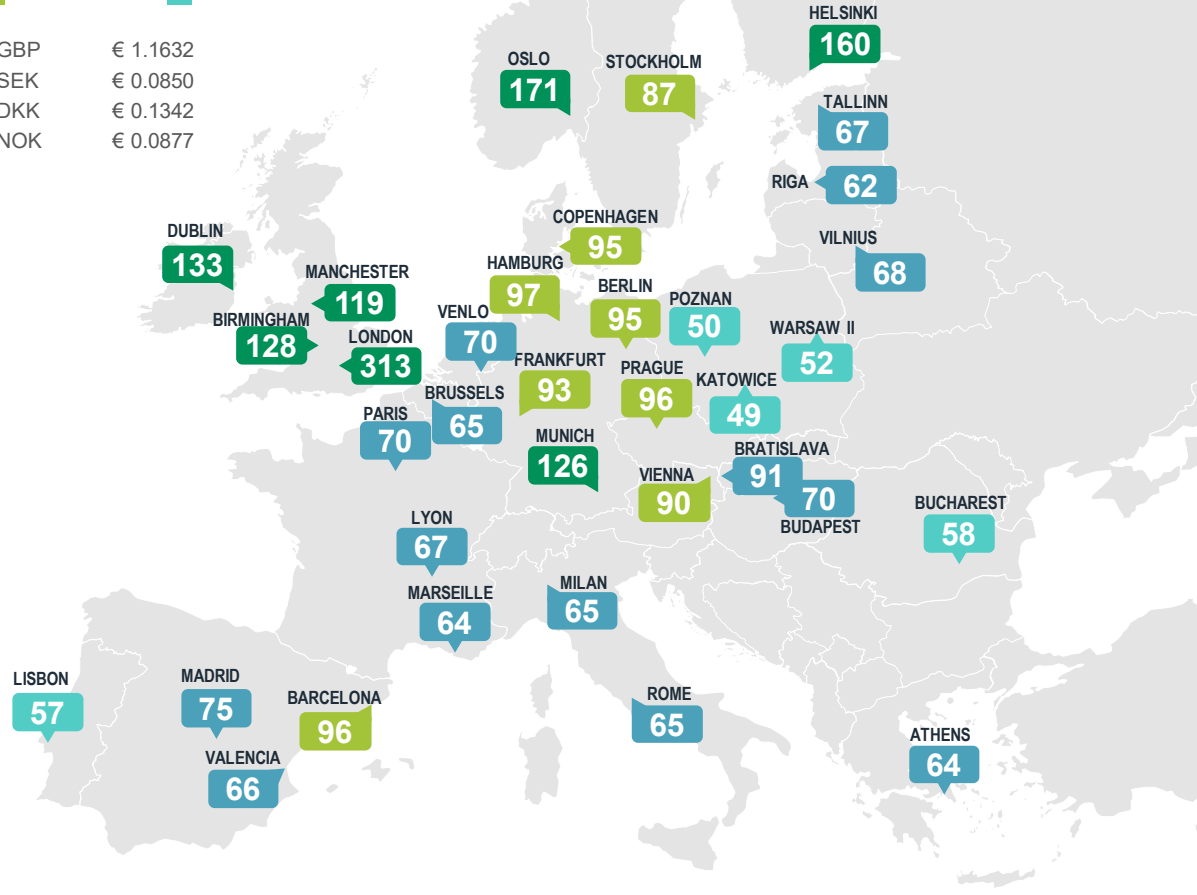 GBP € 1.1632
SEK € 0.0850
DKK € 0.1342
NOK € 0.0877
HELSINKI
160
OSLO
171
STOCKHOLM
87
TALLINN
67
RIGA
62
COPENHAGEN
95
DUBLIN
133
VILNIUS
68
MANCHESTER
119
HAMBURG
97
BERLIN
95
POZNAN
50
BIRMINGHAM
128
LONDON
313
VENLO
70
WARSAW II
52
FRANKFURT
93
PRAGUE
96
KATOWICE
49
BRUSSELS
65
PARIS
70
MUNICH
126
BRATISLAVA
91
VIENNA
90
70
BUDAPEST
BUCHAREST
58
LYON
67
MARSEILLE
64
MILAN
65
LISBON
57
MADRID
75
BARCELONA
96
ROME
65
VALENCIA
66
ATHENS
64